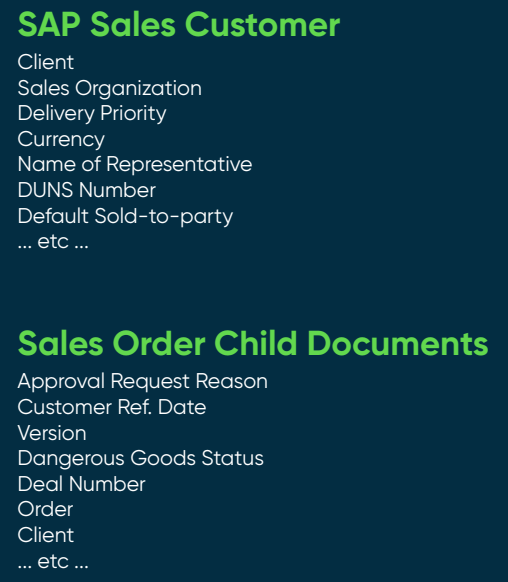 SAP Sales Customer
Client
Sales Organization
Delivery Priority
Currency
Name of Representative
DUNS Number
Default Sold-to-party
... etc ...
Sales Order Child Documents
Approval Request Reason
Customer Ref. Date
Version
Dangerous Goods Status
Deal Number
Order
Client
... etc ...